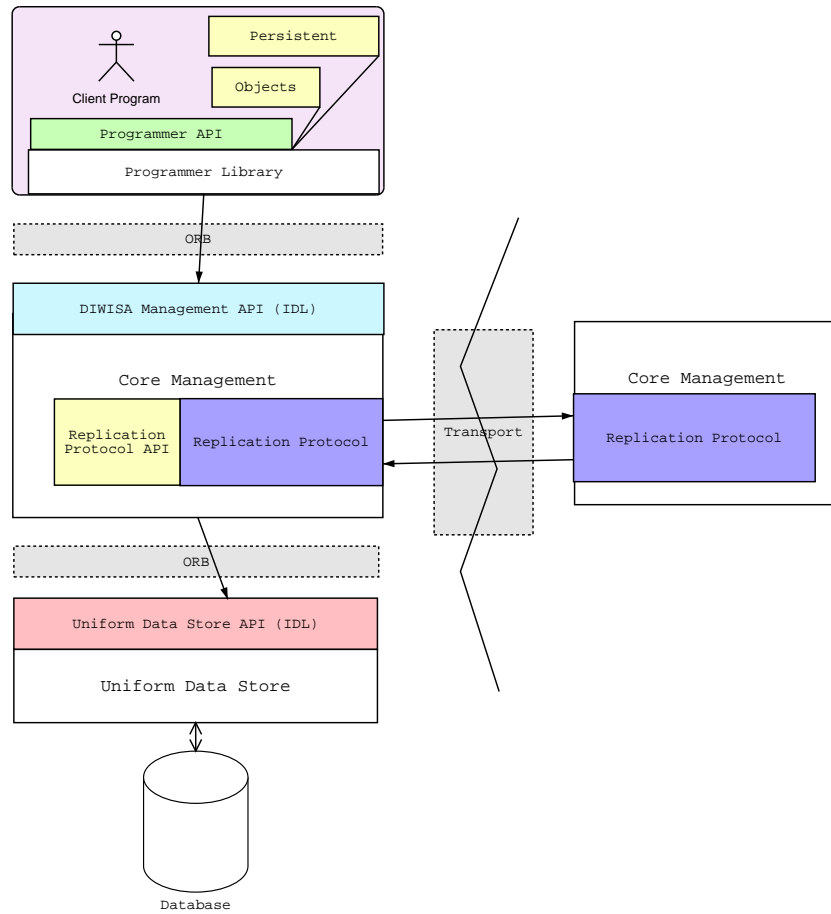 Persistent
Objects
Client Program
Programmer API
Programmer Library
ORB
DIWISA Management API (IDL)
Core Management
Replication
Protocol API
Replication Protocol
Transport
Core Management
Replication Protocol
ORB
Uniform Data Store API (IDL)
Uniform Data Store
Database